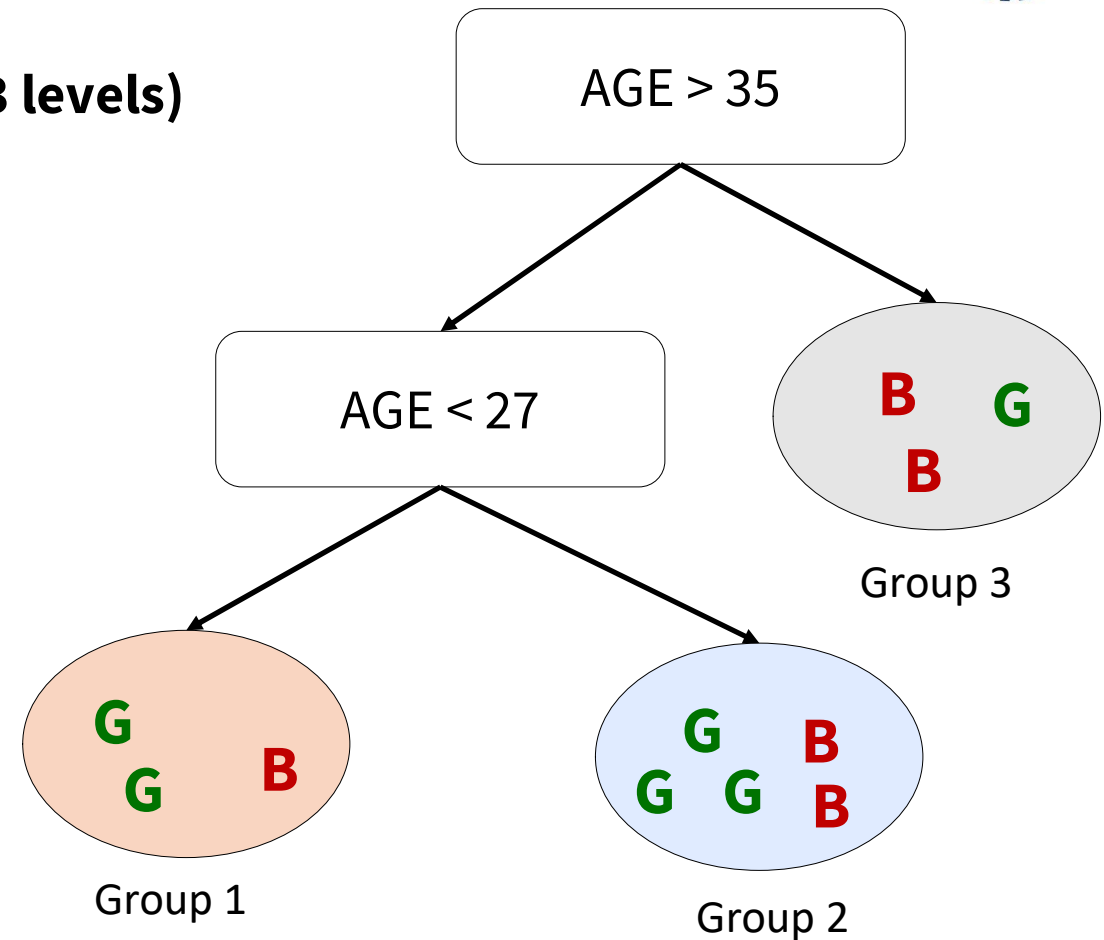 3 levels)
AGE > 35
AGE < 27
B G
B
Group 3
G
G B
Group 1
G B
G G B
Group 2